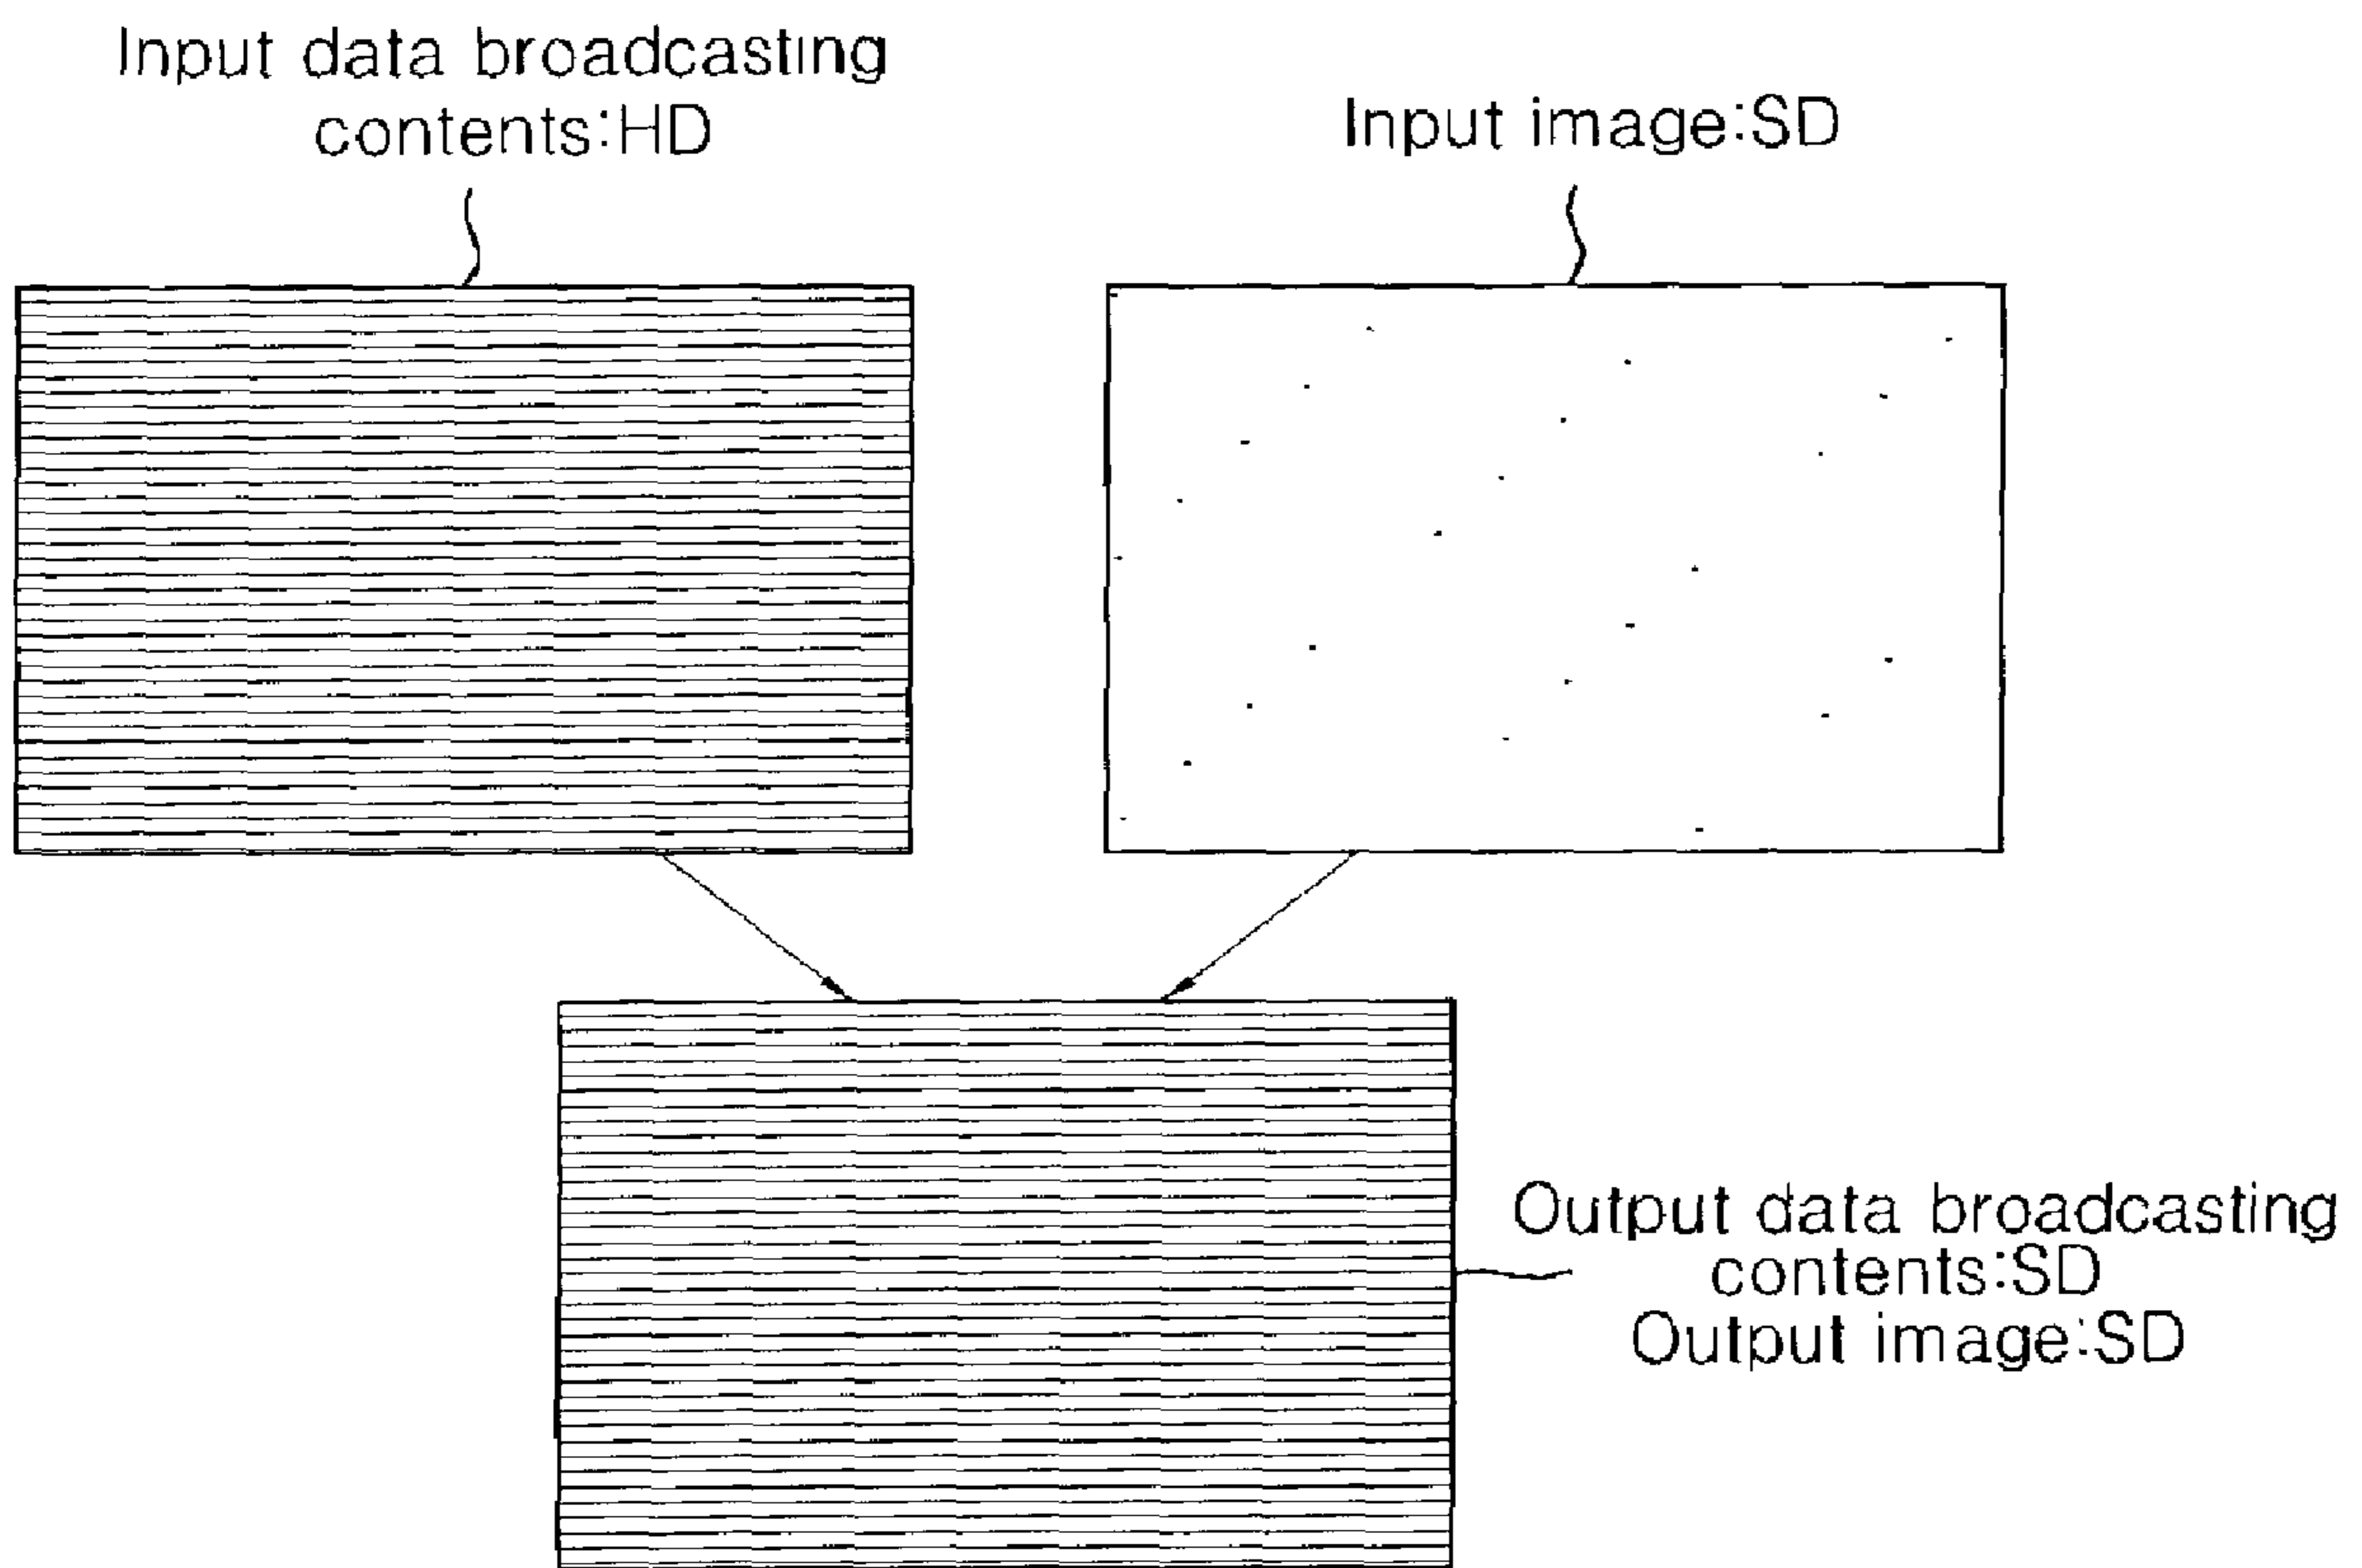 Input data broadcasting
contents:HD
Input image:SD
Output data broadcasting
contents:SD
Output image:SD